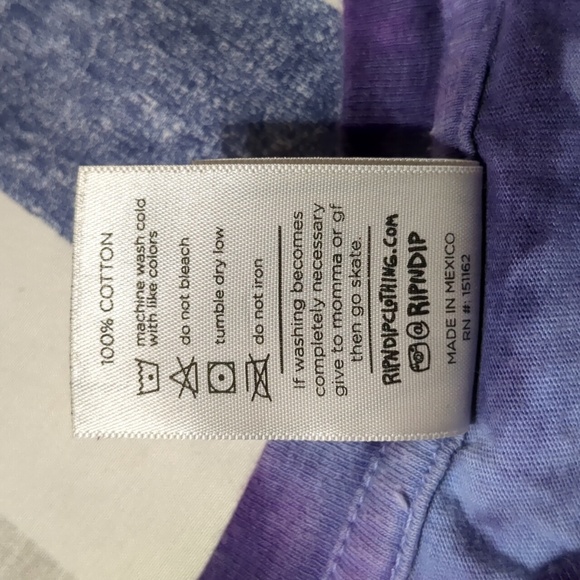 100% COTTON
machine wash cold
with like colors
do not bleach
tumble dry low
do not iron
If washing becomes
completely necessary
give to momma or gf
then go skate.
RIPNDIPCLOTHING.COM
@RIPNDIP
MADE IN MEXICO
RN #: 151162